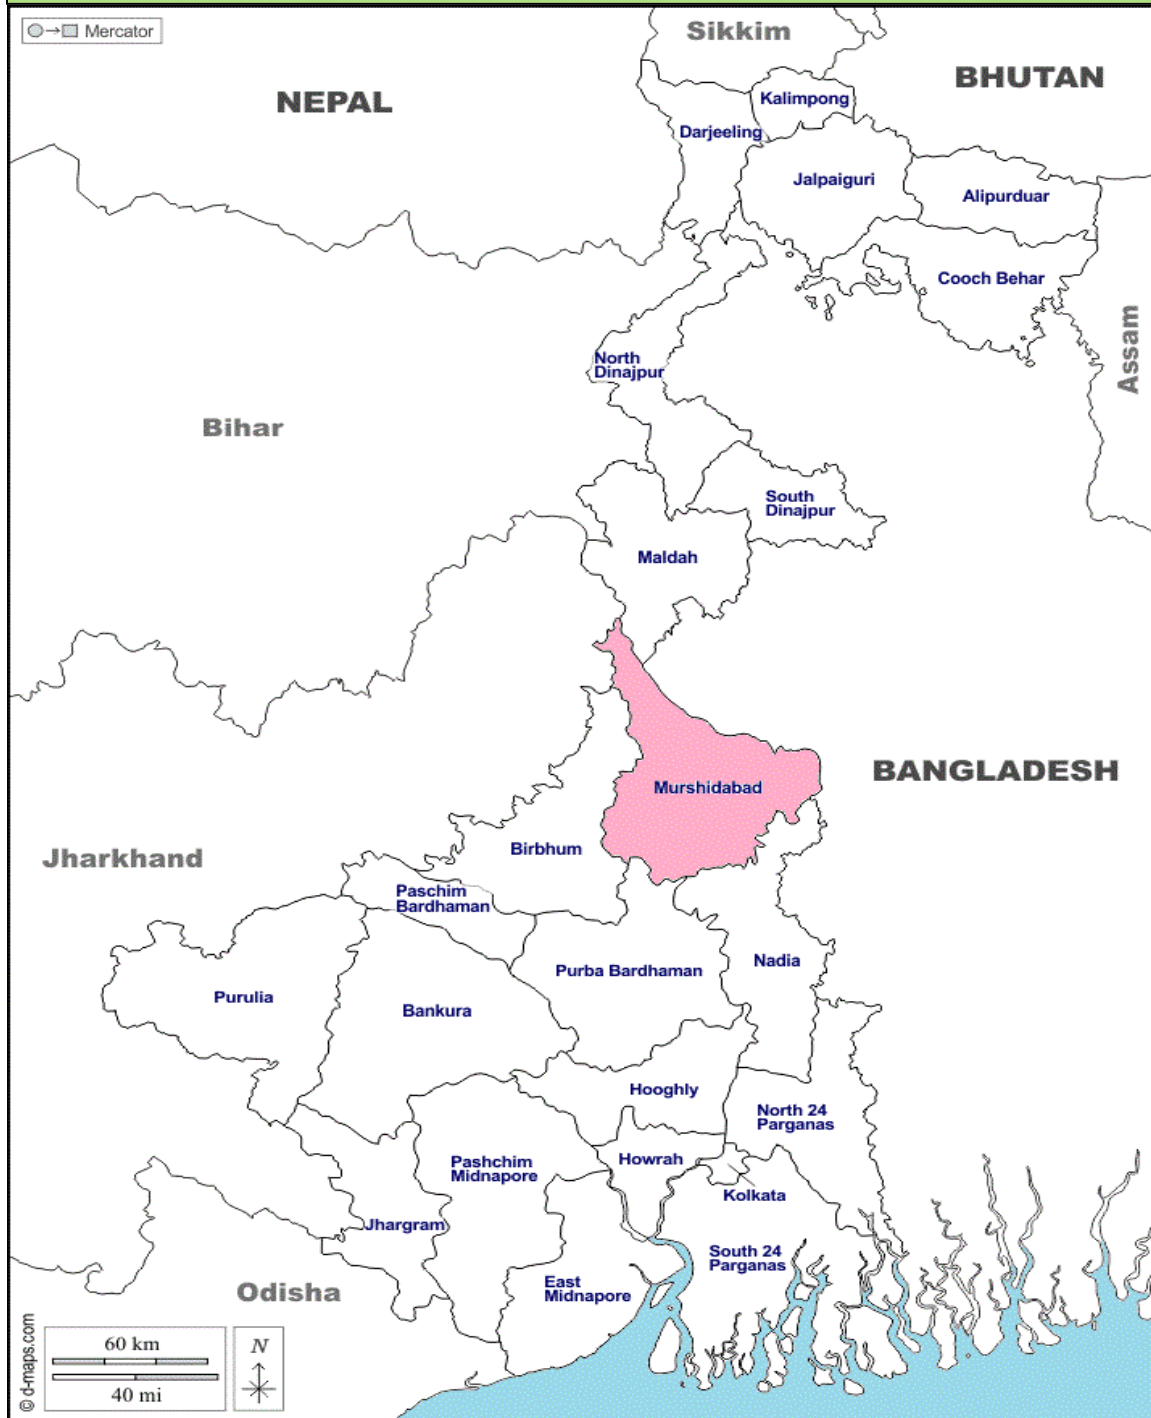 Mercator
Sikkim
NEPAL
BHUTAN
Kalimpong
Darjeeling
Jalpaiguri
Alipurduar
Cooch Behar
Assam
North
Dinajpur
Bihar
South
Dinajpur
Maldah
BANGLADESH
Murshidabad
Jharkhand
Birbhum
Paschim
Bardhaman
Nadia
Purba Bardhaman
Purulia
Bankura
Hooghly
North 24
Parganas
Howrah
Pashchim
Midnapore
Kolkata
Jhargram
South 24
Parganas
Odisha
East
Midnapore
60 km
40 mi
N
© d-maps.com